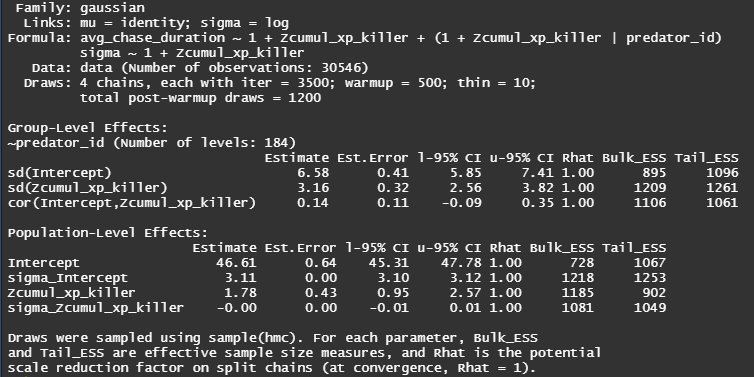 Family: gaussian
Links: mu = identity; sigma = log
Formula: avg_chase_duration ~ 1 + Zcumul_xp_killer + (1 + Zcumul_xp_killer | predator_id)
sigma ~ 1 + Zcumul_xp_killer
Data: data (Number of observations: 30546)
Draws: 4 chains, each with iter = 3500; warmup = 500; thin = 10;
total post-warmup draws = 1200

Group-Level Effects:
~predator_id (Number of levels: 184)
Estimate Est.Error l-95% CI u-95% CI Rhat Bulk_ESS Tail_ESS
sd(Intercept) 6.58 0.41 5.85 7.41 1.00 895 1096
sd(Zcumul_xp_killer) 3.16 0.32 2.56 3.82 1.00 1209 1261
cor(Intercept,Zcumul_xp_killer) 0.14 0.11 -0.09 0.35 1.00 1106 1061

Population-Level Effects:
Estimate Est.Error l-95% CI u-95% CI Rhat Bulk_ESS Tail_ESS
Intercept 46.61 0.64 45.31 47.78 1.00 728 1067
sigma_Intercept 3.11 0.00 3.10 3.12 1.00 1218 1253
Zcumul_xp_killer 1.78 0.43 0.95 2.57 1.00 1185 902
sigma_Zcumul_xp_killer -0.00 0.00 -0.01 0.01 1.00 1081 1049

Draws were sampled using sample(hmc). For each parameter, Bulk_ESS
and Tail_ESS are effective sample size measures, and Rhat is the potential
scale reduction factor on split chains (at convergence, Rhat = 1).